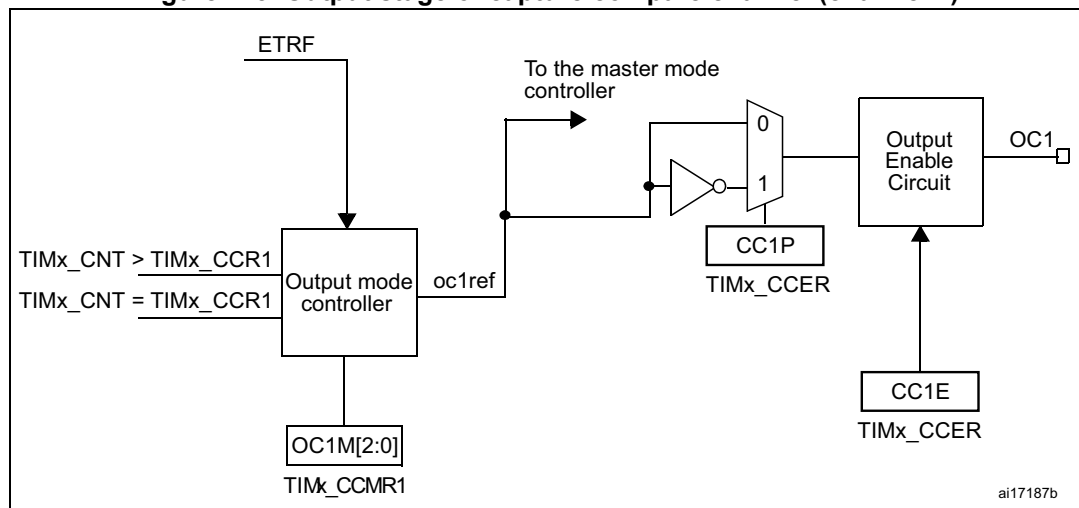 ETRF
To the master mode
controller
0
1
Output
Enable
Circuit
OC1
CC1P
TIMx_CCER
TIMx_CNT > TIMx_CCR1
TIMx_CNT = TIMx_CCR1
Output mode
controller
oc1ref
CC1E
TIMx_CCER
OC1M[2:0]
TIMx_CCMR1
ai17187b